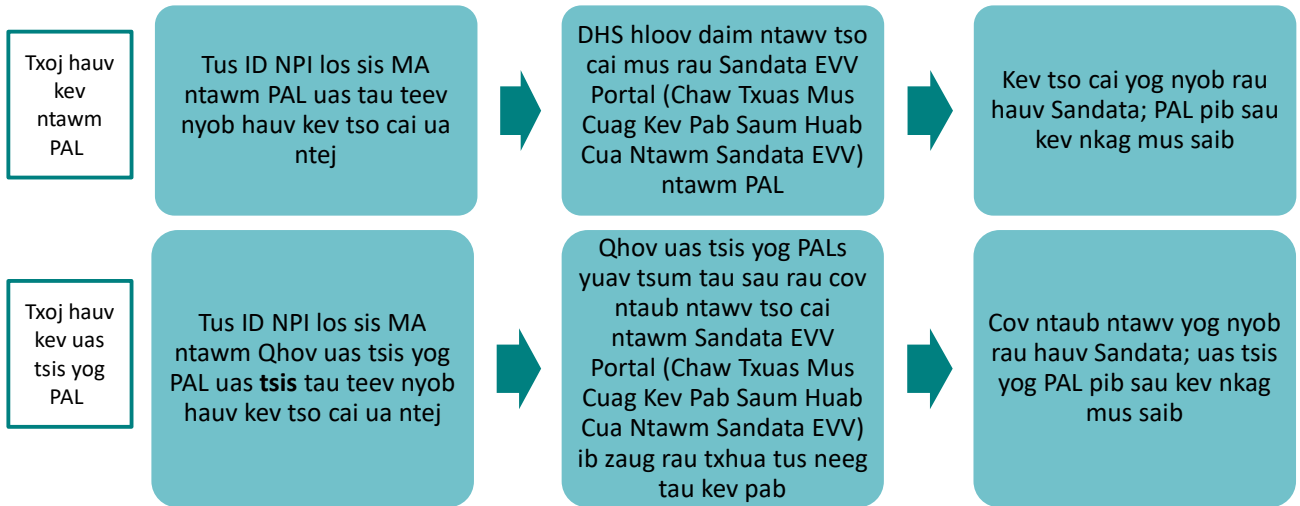 Txoj hauv
kev
ntawm
PAL
Tus ID NPI los sis MA
ntawm PAL uas tau teev
nyob hauv kev tso cai ua
ntej
DHS hloov daim ntawv tso
cai mus rau Sandata EVV
Portal (Chaw Txuas Mus
Cuag Kev Pab Saum Huab
Cua Ntawm Sandata EVV)
ntawm PAL
Kev tso cai yog nyob rau
hauv Sandata; PAL pib sau
kev nkag mus saib
Txoj hauv
kev uas
tsis yog
PAL
Tus ID NPI los sis MA
ntawm Qhov uas tsis yog
PAL uas tsis tau teev nyob
hauv kev tso cai ua ntej
Qhov uas tsis yog PALs
yuav tsum tau sau rau cov
ntaub ntawv tso cai
ntawm Sandata EVV
Portal (Chaw Txuas Mus
Cuag Kev Pab Saum Huab
Cua Ntawm Sandata EVV)
ib zaug rau txhua tus neeg
tau kev pab
Cov ntaub ntawv yog nyob
rau hauv Sandata; uas tsis
yog PAL pib sau kev nkag
mus saib